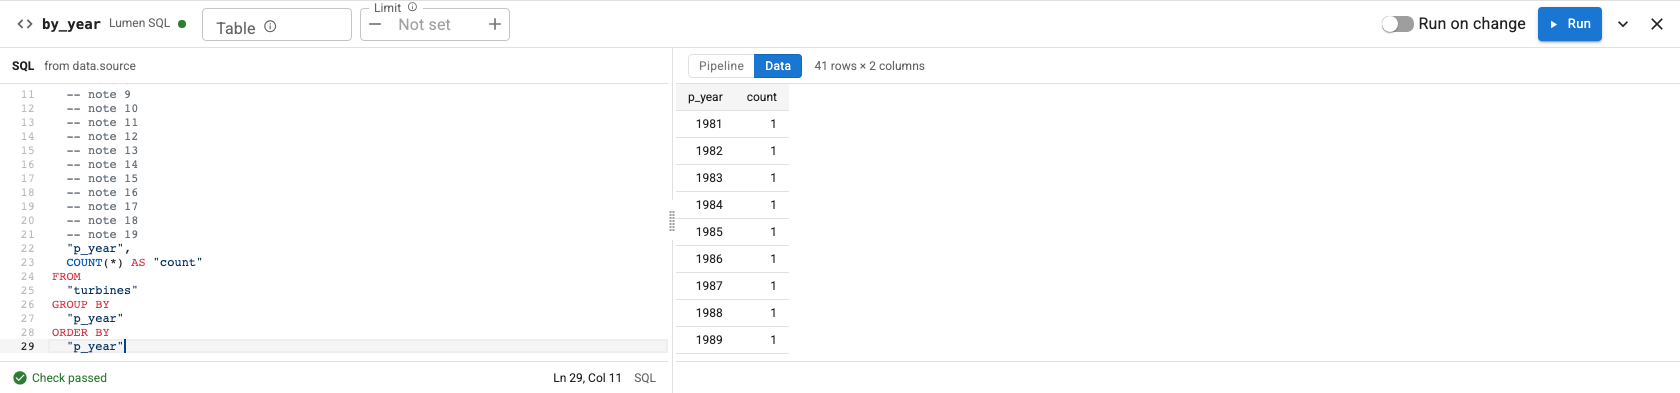 by_year Lumen SQL Table Limit Not set Run on change Run
SQL from data.source
Pipeline Data 41 rows × 2 columns
11 -- note 9
12 -- note 10
13 -- note 11
14 -- note 12
15 -- note 13
16 -- note 14
17 -- note 15
18 -- note 16
19 -- note 17
20 -- note 18
21 -- note 19
22 "p_year",
23 COUNT(*) AS "count"
24 FROM
25 "turbines"
26 GROUP BY
27 "p_year"
28 ORDER BY
29 "p_year"
p_year count
1981 1
1982 1
1983 1
1984 1
1985 1
1986 1
1987 1
1988 1
1989 1
Check passed Ln 29, Col 11 SQL